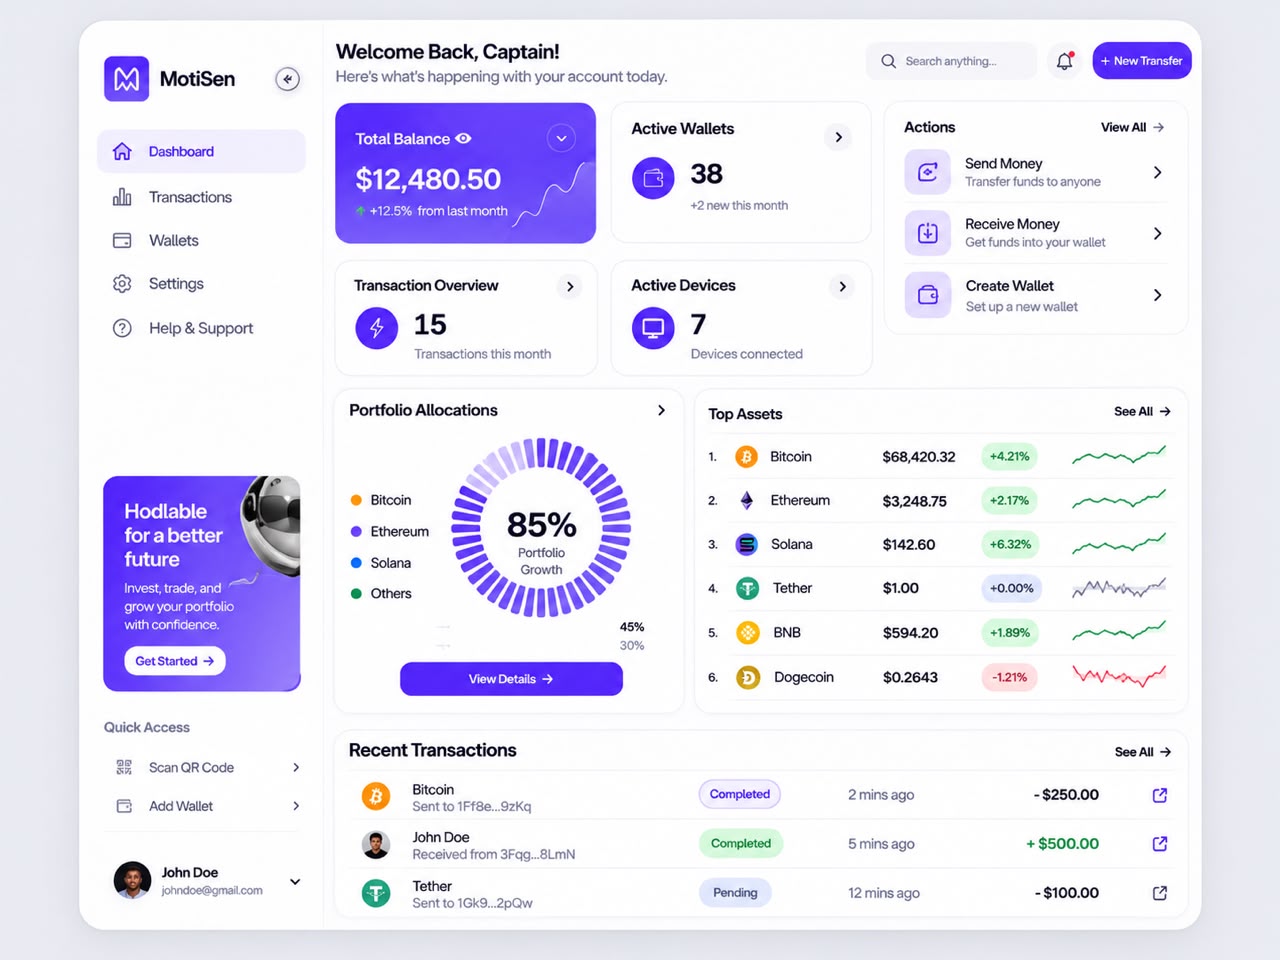 MotiSen
Dashboard
Transactions
Wallets
Settings
Help & Support
Hodlable
for a better
future
Invest, trade, and
grow your portfolio
with confidence.
Get Started →
Quick Access
Scan QR Code
Add Wallet
John Doe
johndoe@gmail.com
Welcome Back, Captain!
Here's what's happening with your account today.
Search anything...
+ New Transfer
Total Balance
$12,480.50
+12.5% from last month
Active Wallets
38
+2 new this month
Actions
View All →
Send Money
Transfer funds to anyone
Receive Money
Get funds into your wallet
Create Wallet
Set up a new wallet
Transaction Overview
15
Transactions this month
Active Devices
7
Devices connected
Portfolio Allocations
Bitcoin
Ethereum
Solana
Others
85%
Portfolio
Growth
45%
30%
View Details →
Top Assets
See All →
1. Bitcoin $68,420.32 +4.21%
2. Ethereum $3,248.75 +2.17%
3. Solana $142.60 +6.32%
4. Tether $1.00 +0.00%
5. BNB $594.20 +1.89%
6. Dogecoin $0.2643 -1.21%
Recent Transactions
See All →
Bitcoin
Sent to 1Ff8e...9zKq
Completed
2 mins ago
- $250.00
John Doe
Received from 3Fqg...8LmN
Completed
5 mins ago
+ $500.00
Tether
Sent to 1Gk9...2pQw
Pending
12 mins ago
- $100.00